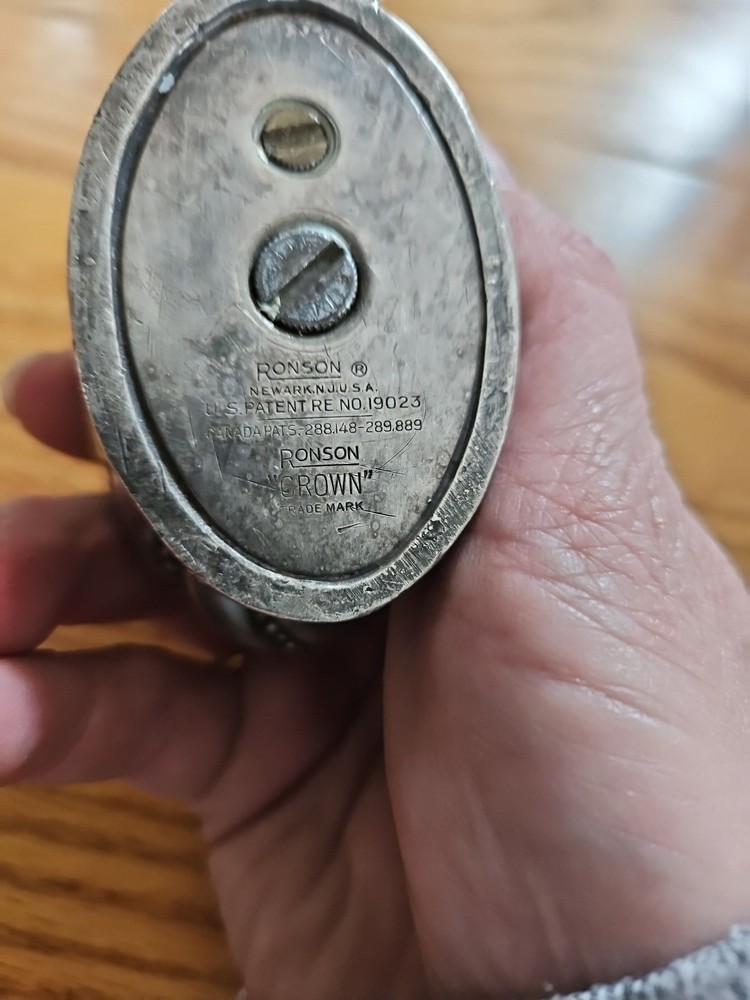 RONSON ®
NEWARK.N.J.U.S.A.
U.S.PATENT RE NO.19023
CANADA PATS.-288.148-289.889
RONSON
"CROWN"
TRADE MARK